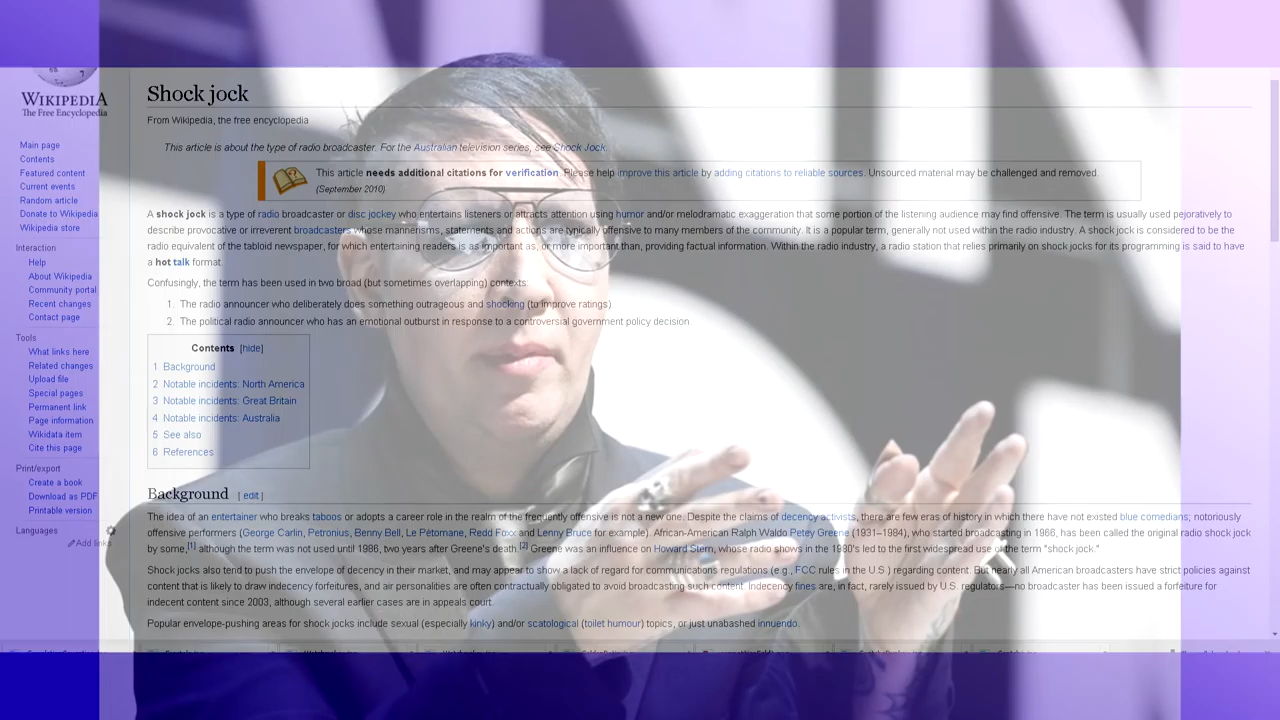 WIKIPEDIA
The Free Encyclopedia
Main page
Contents
Featured content
Current events
Random article
Donate to Wikipedia
Wikipedia store
Interaction
Help
About Wikipedia
Community portal
Recent changes
Contact page
Tools
What links here
Related changes
Upload file
Special pages
Permanent link
Page information
Wikidata item
Cite this page
Print/export
Create a book
Download as PDF
Printable version
Languages
Add links
Shock jock
From Wikipedia, the free encyclopedia
This article is about the type of radio broadcaster. For the Australian television series, see Shock Jock.
This article needs additional citations for verification. Please help improve this article by adding citations to reliable sources. Unsourced material may be challenged and removed.
(September 2010)
A shock jock is a type of radio broadcaster or disc jockey who entertains listeners or attracts attention using humor and/or melodramatic exaggeration that some portion of the listening audience may find offensive. The term is usually used pejoratively to
describe provocative or irreverent broadcasters whose mannerisms, statements and actions are typically offensive to many members of the community. It is a popular term, generally not used within the radio industry. A shock jock is considered to be the
radio equivalent of the tabloid newspaper, for which entertaining readers is as important as, or more important than, providing factual information. Within the radio industry, a radio station that relies primarily on shock jocks for its programming is said to have
a hot talk format.
Confusingly, the term has been used in two broad (but sometimes overlapping) contexts:
1. The radio announcer who deliberately does something outrageous and shocking (to improve ratings)
2. The political radio announcer who has an emotional outburst in response to a controversial government policy decision.
Contents [hide]
1 Background
2 Notable incidents: North America
3 Notable incidents: Great Britain
4 Notable incidents: Australia
5 See also
6 References
Background [ edit ]
The idea of an entertainer who breaks taboos or adopts a career role in the realm of the frequently offensive is not a new one. Despite the claims of decency activists, there are few eras of history in which there have not existed blue comedians; notoriously
offensive performers (George Carlin, Petronius, Benny Bell, Le Pétomane, Redd Foxx and Lenny Bruce for example). African-American Ralph Waldo Petey Greene (1931–1984), who started broadcasting in 1966, has been called the original radio shock jock
by some,[1] although the term was not used until 1986, two years after Greene's death.[2] Greene was an influence on Howard Stern, whose radio shows in the 1980's led to the first widespread use of the term "shock jock."
Shock jocks also tend to push the envelope of decency in their market, and may appear to show a lack of regard for communications regulations (e.g., FCC rules in the U.S.) regarding content. But nearly all American broadcasters have strict policies against
content that is likely to draw indecency forfeitures, and air personalities are often contractually obligated to avoid broadcasting such content. Indecency fines are, in fact, rarely issued by U.S. regulators—no broadcaster has been issued a forfeiture for
indecent content since 2003, although several earlier cases are in appeals court.
Popular envelope-pushing areas for shock jocks include sexual (especially kinky) and/or scatological (toilet humour) topics, or just unabashed innuendo.